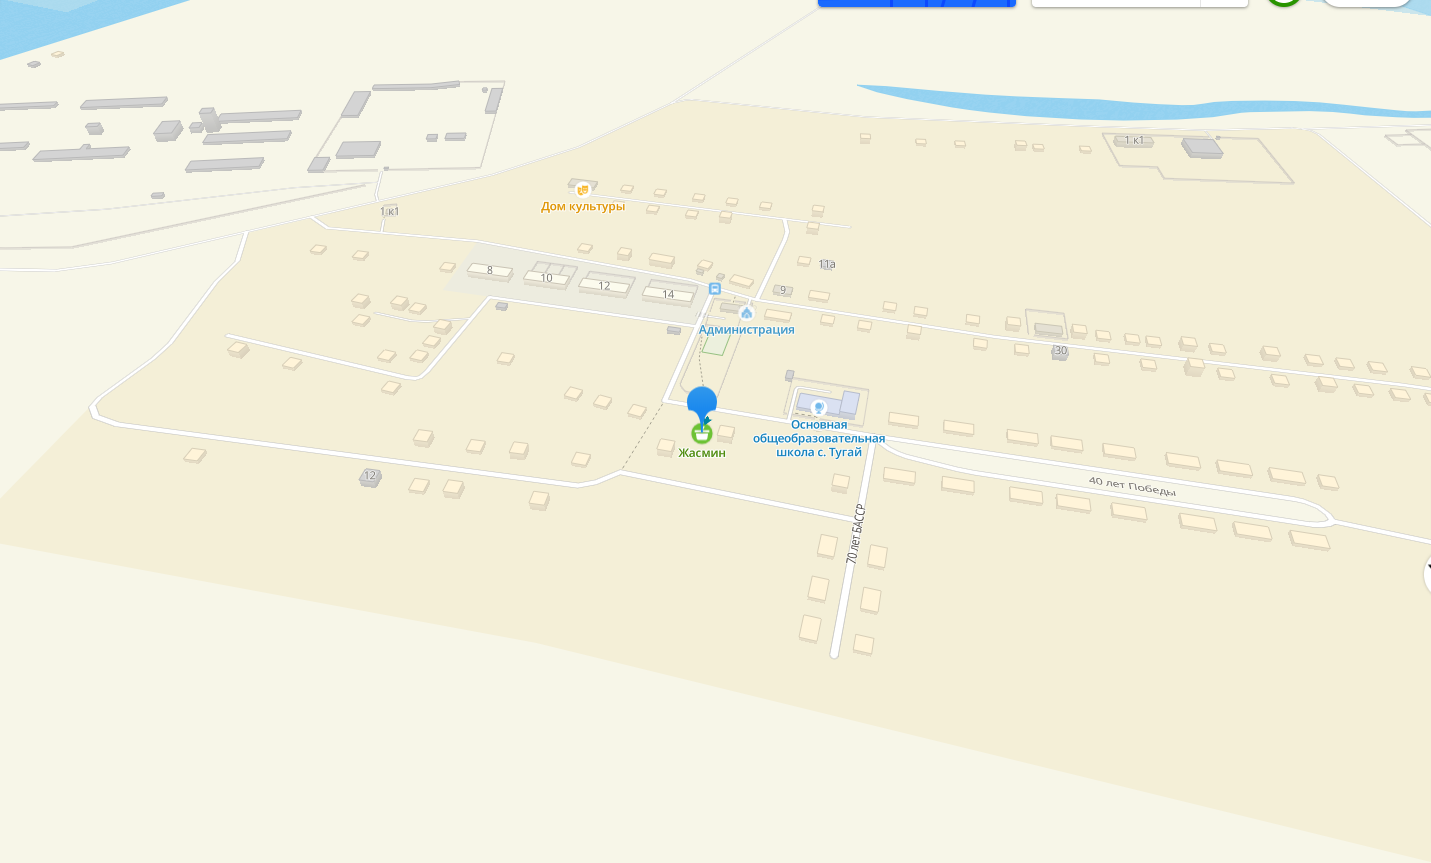 1 к1
1 к1
Дом культуры
11а
8
10
12
14
9
Администрация
30
Основная
общеобразовательная
школа с. Тугай
Жасмин
12
40 лет Победы
70 лет БАССР